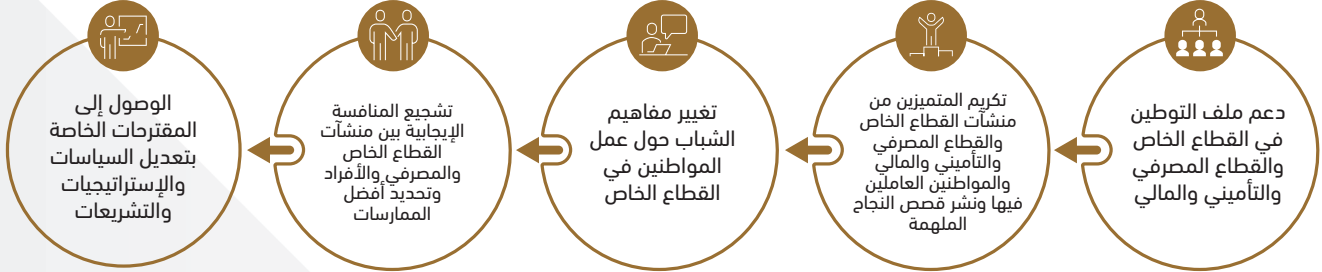 دعم ملف التوطين
في القطاع الخاص
والقطاع المصرفي
والتأميني والمالي
تكريم المتميزين من
منشآت القطاع الخاص
والقطاع المصرفي
والتأميني والمالي
والمواطنين العاملين
فيها ونشر قصص النجاح
الملهمة
تغيير مفاهيم
الشباب حول عمل
المواطنين في
القطاع الخاص
تشجيع المنافسة
الإيجابية بين منشآت
القطاع الخاص
والمصرفي والأفراد
وتحديد أفضل
الممارسات
الوصول إلى
المقترحات الخاصة
بتعديل السياسات
والإستراتيجيات
والتشريعات